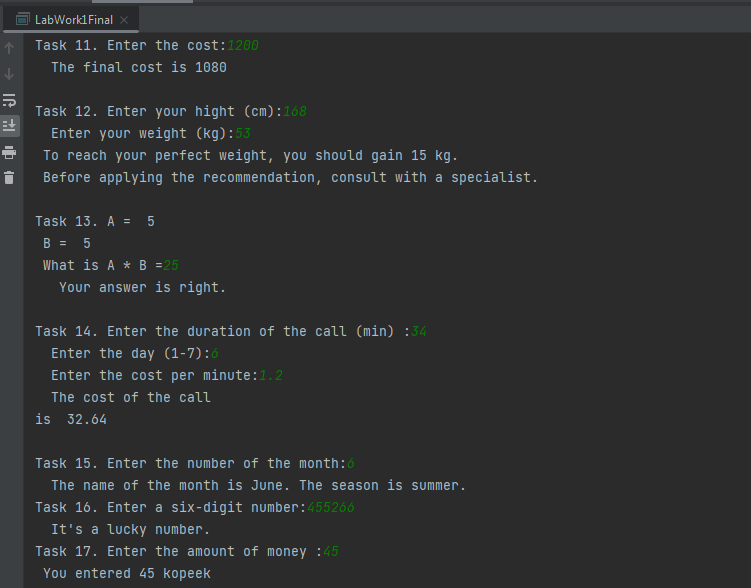 LabWork1Final
Task 11. Enter the cost:1200
The final cost is 1080
Task 12. Enter your hight (cm):168
Enter your weight (kg):53
To reach your perfect weight, you should gain 15 kg.
Before applying the recommendation, consult with a specialist.
Task 13. A =  5
B =  5
What is A * B =25
Your answer is right.
Task 14. Enter the duration of the call (min) :34
Enter the day (1-7):6
Enter the cost per minute:1.2
The cost of the call
is  32.64
Task 15. Enter the number of the month:6
The name of the month is June. The season is summer.
Task 16. Enter a six-digit number:455266
It's a lucky number.
Task 17. Enter the amount of money :45
You entered 45 kopeek